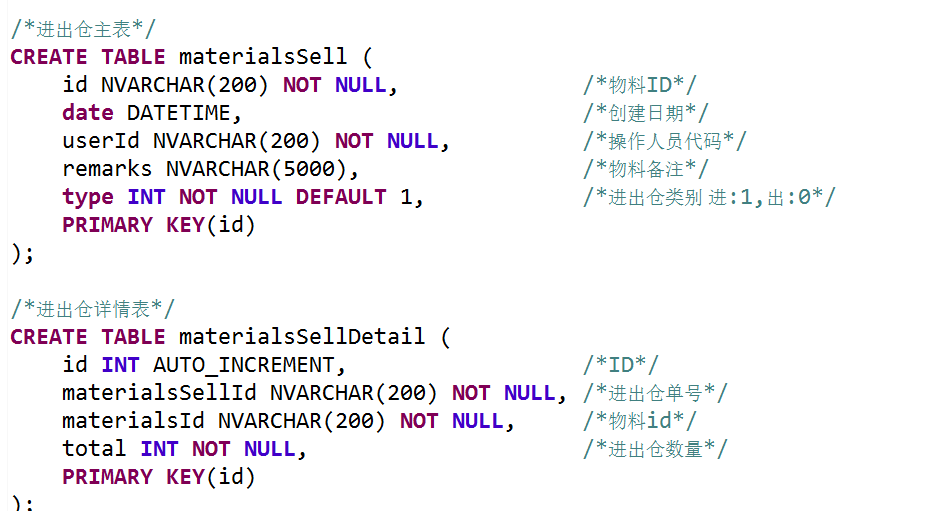 /*进出仓主表*/
CREATE TABLE materialsSell (
    id NVARCHAR(200) NOT NULL,              /*物料ID*/
    date DATETIME,                          /*创建日期*/
    userId NVARCHAR(200) NOT NULL,          /*操作人员代码*/
    remarks NVARCHAR(5000),                 /*物料备注*/
    type INT NOT NULL DEFAULT 1,            /*进出仓类别 进:1,出:0*/
    PRIMARY KEY(id)
);
/*进出仓详情表*/
CREATE TABLE materialsSellDetail (
    id INT AUTO_INCREMENT,                  /*ID*/
    materialsSellId NVARCHAR(200) NOT NULL, /*进出仓单号*/
    materialsId NVARCHAR(200) NOT NULL,     /*物料id*/
    total INT NOT NULL,                     /*进出仓数量*/
    PRIMARY KEY(id)
);